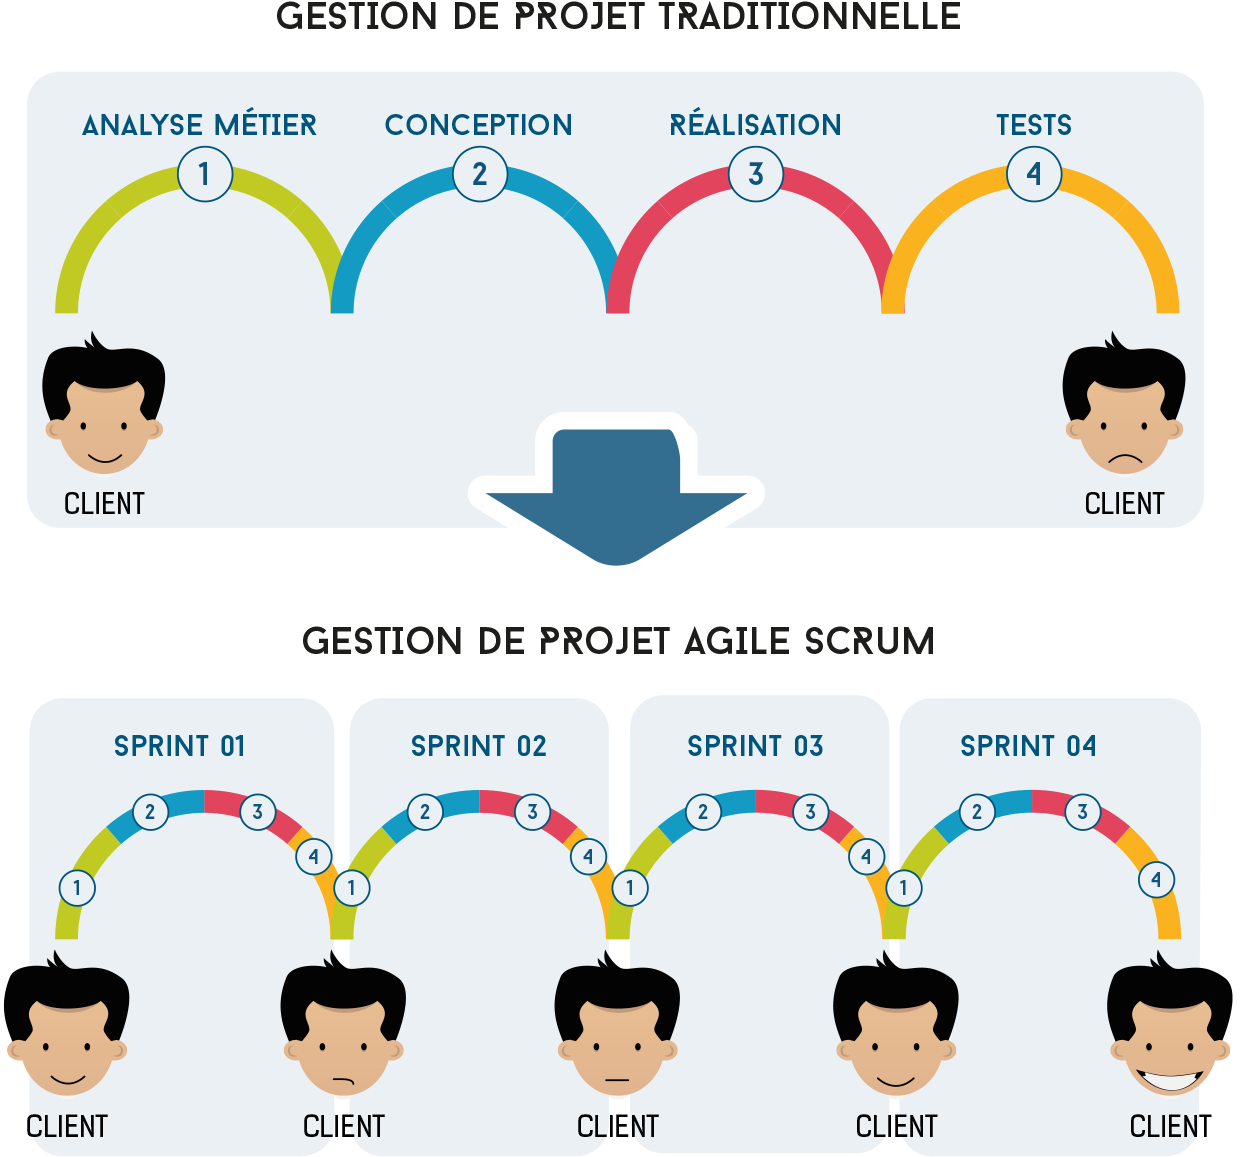 GESTION DE PROJET TRADITIONNELLE
ANALYSE MÉTIER
CONCEPTION
RÉALISATION
TESTS
1
2
3
4
CLIENT
CLIENT
GESTION DE PROJET AGILE SCRUM
SPRINT 01
SPRINT 02
SPRINT 03
SPRINT 04
1
2
3
4
1
2
3
4
1
2
3
4
1
2
3
4
CLIENT
CLIENT
CLIENT
CLIENT
CLIENT